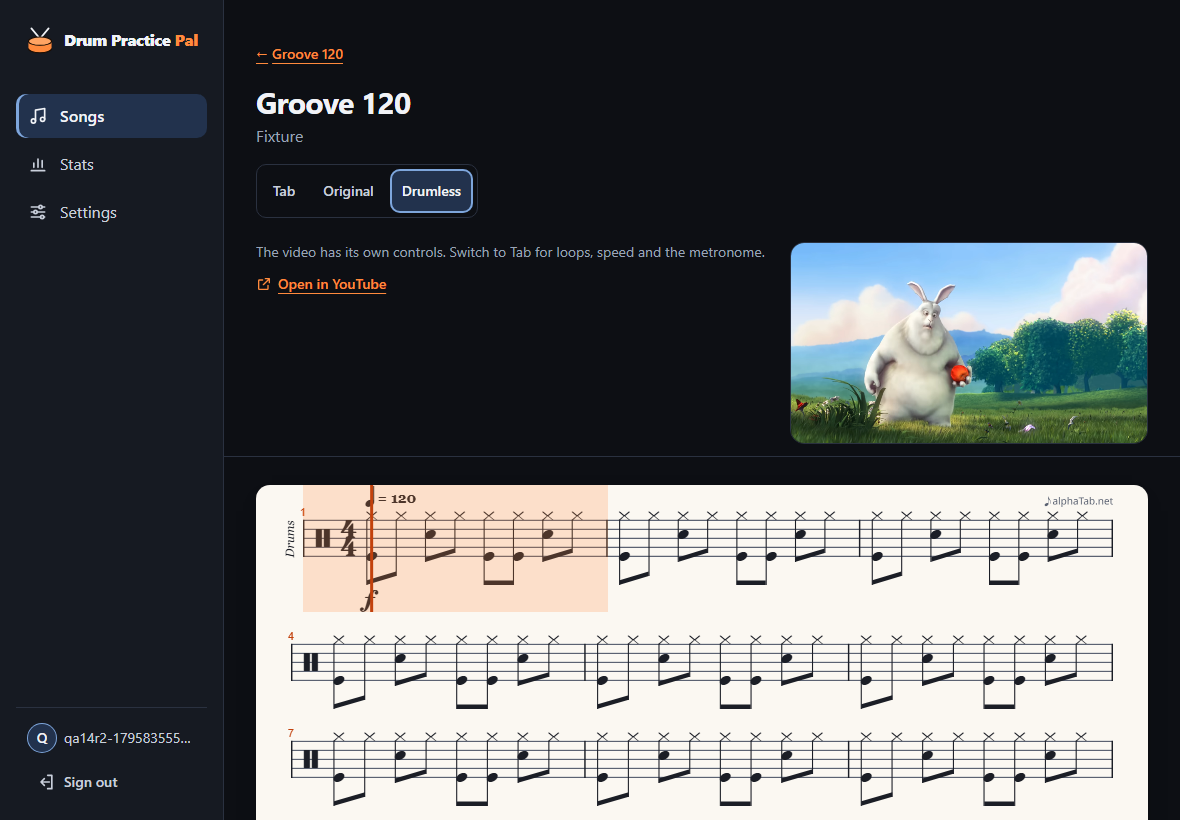 Drum Practice Pal
Songs
Stats
Settings
qa14r2-179583555...
Sign out
← Groove 120
Groove 120
Fixture
Tab
Original
Drumless
The video has its own controls. Switch to Tab for loops, speed and the metronome.
Open in YouTube
= 120
♪alphaTab.net
1
Drums
4
4
f
4
7